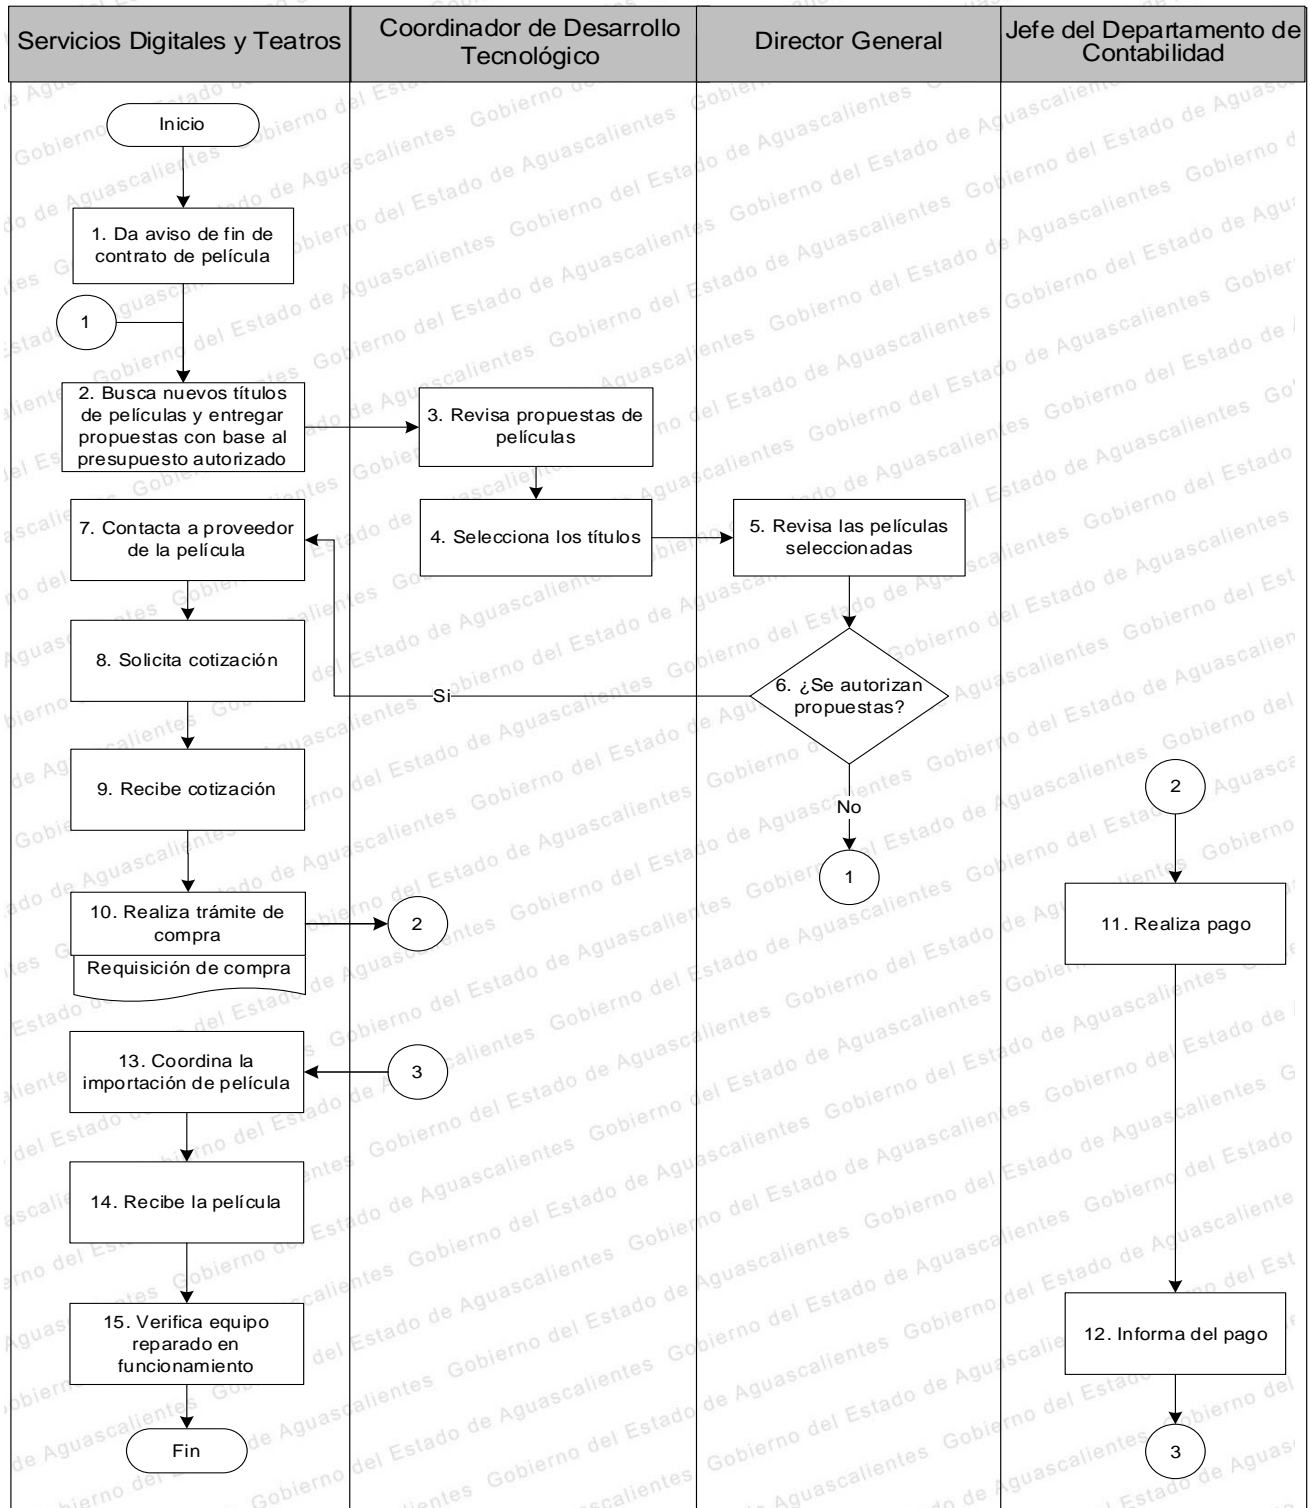 Servicios Digitales y Teatros
Coordinador de Desarrollo
Tecnológico
Director General
Jefe del Departamento de
Contabilidad
Inicio
1. Da aviso de fin de
contrato de película
1
2. Busca nuevos títulos
de películas y entregar
propuestas con base al
presupuesto autorizado
3. Revisa propuestas de
películas
4. Selecciona los títulos
5. Revisa las películas
seleccionadas
6. ¿Se autorizan
propuestas?
Si
No
1
7. Contacta a proveedor
de la película
8. Solicita cotización
9. Recibe cotización
10. Realiza trámite de
compra
Requisición de compra
2
2
11. Realiza pago
12. Informa del pago
3
3
13. Coordina la
importación de película
14. Recibe la película
15. Verifica equipo
reparado en
funcionamiento
Fin
Gobierno del Estado de Aguascalientes